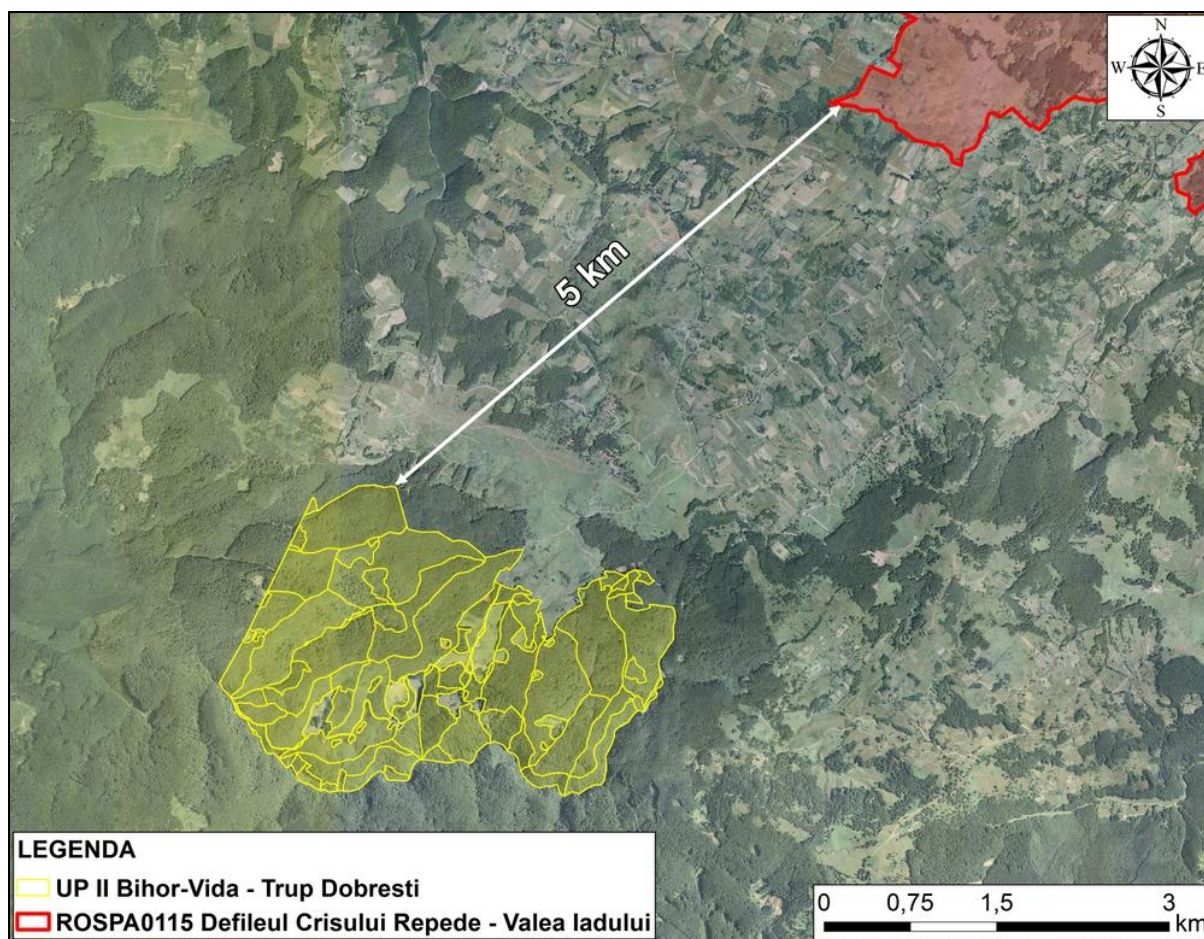 N
W E
S
5 km
LEGENDA
UP II Bihor-Vida - Trup Dobresti
ROSPA0115 Defileul Crisului Repede - Valea Iadului
0 0,75 1,5 3
km